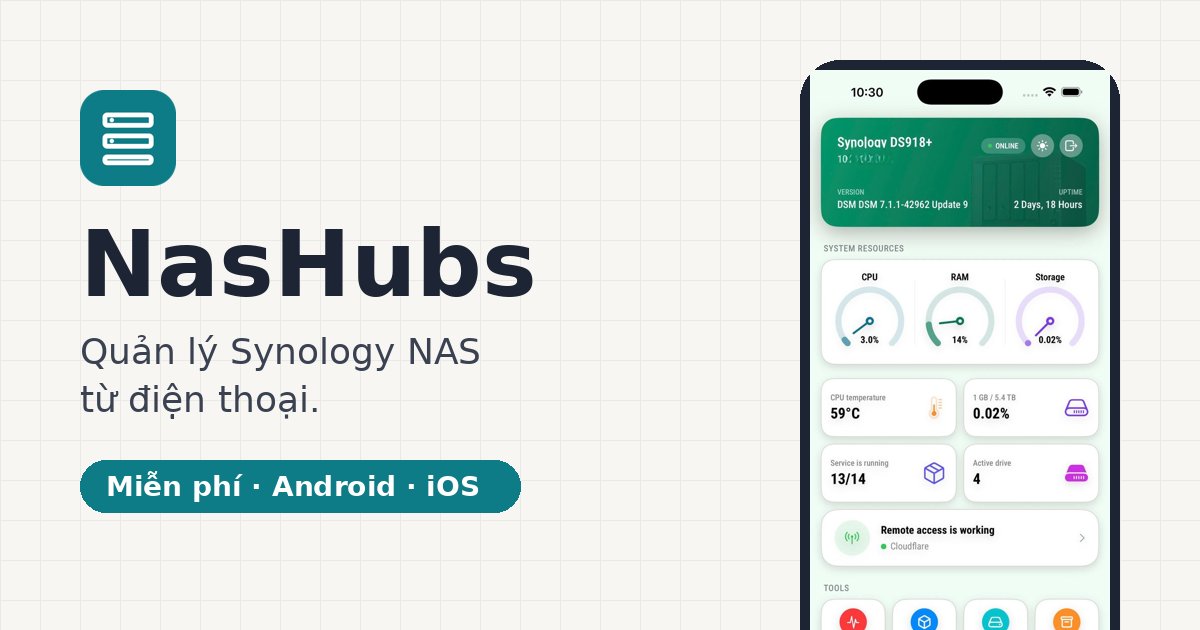 NasHubs
Quản lý Synology NAS
từ điện thoại.
Miễn phí · Android · iOS
10:30
Synology DS918+
ONLINE
VERSION
UPTIME
DSM DSM 7.1.1-42962 Update 9
2 Days, 18 Hours
SYSTEM RESOURCES
CPU
RAM
Storage
3.0%
14%
0.02%
CPU temperature
59°C
1 GB / 5.4 TB
0.02%
Service is running
13/14
Active drive
4
Remote access is working
Cloudflare
TOOLS